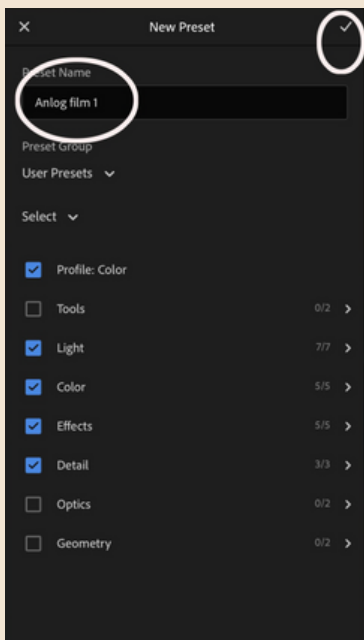 New Preset
Preset Name
Anlog film 1
Preset Group
User Presets
Select
Profile: Color
Tools 0/2
Light 7/7
Color 5/5
Effects 5/5
Detail 3/3
Optics 0/2
Geometry 0/2